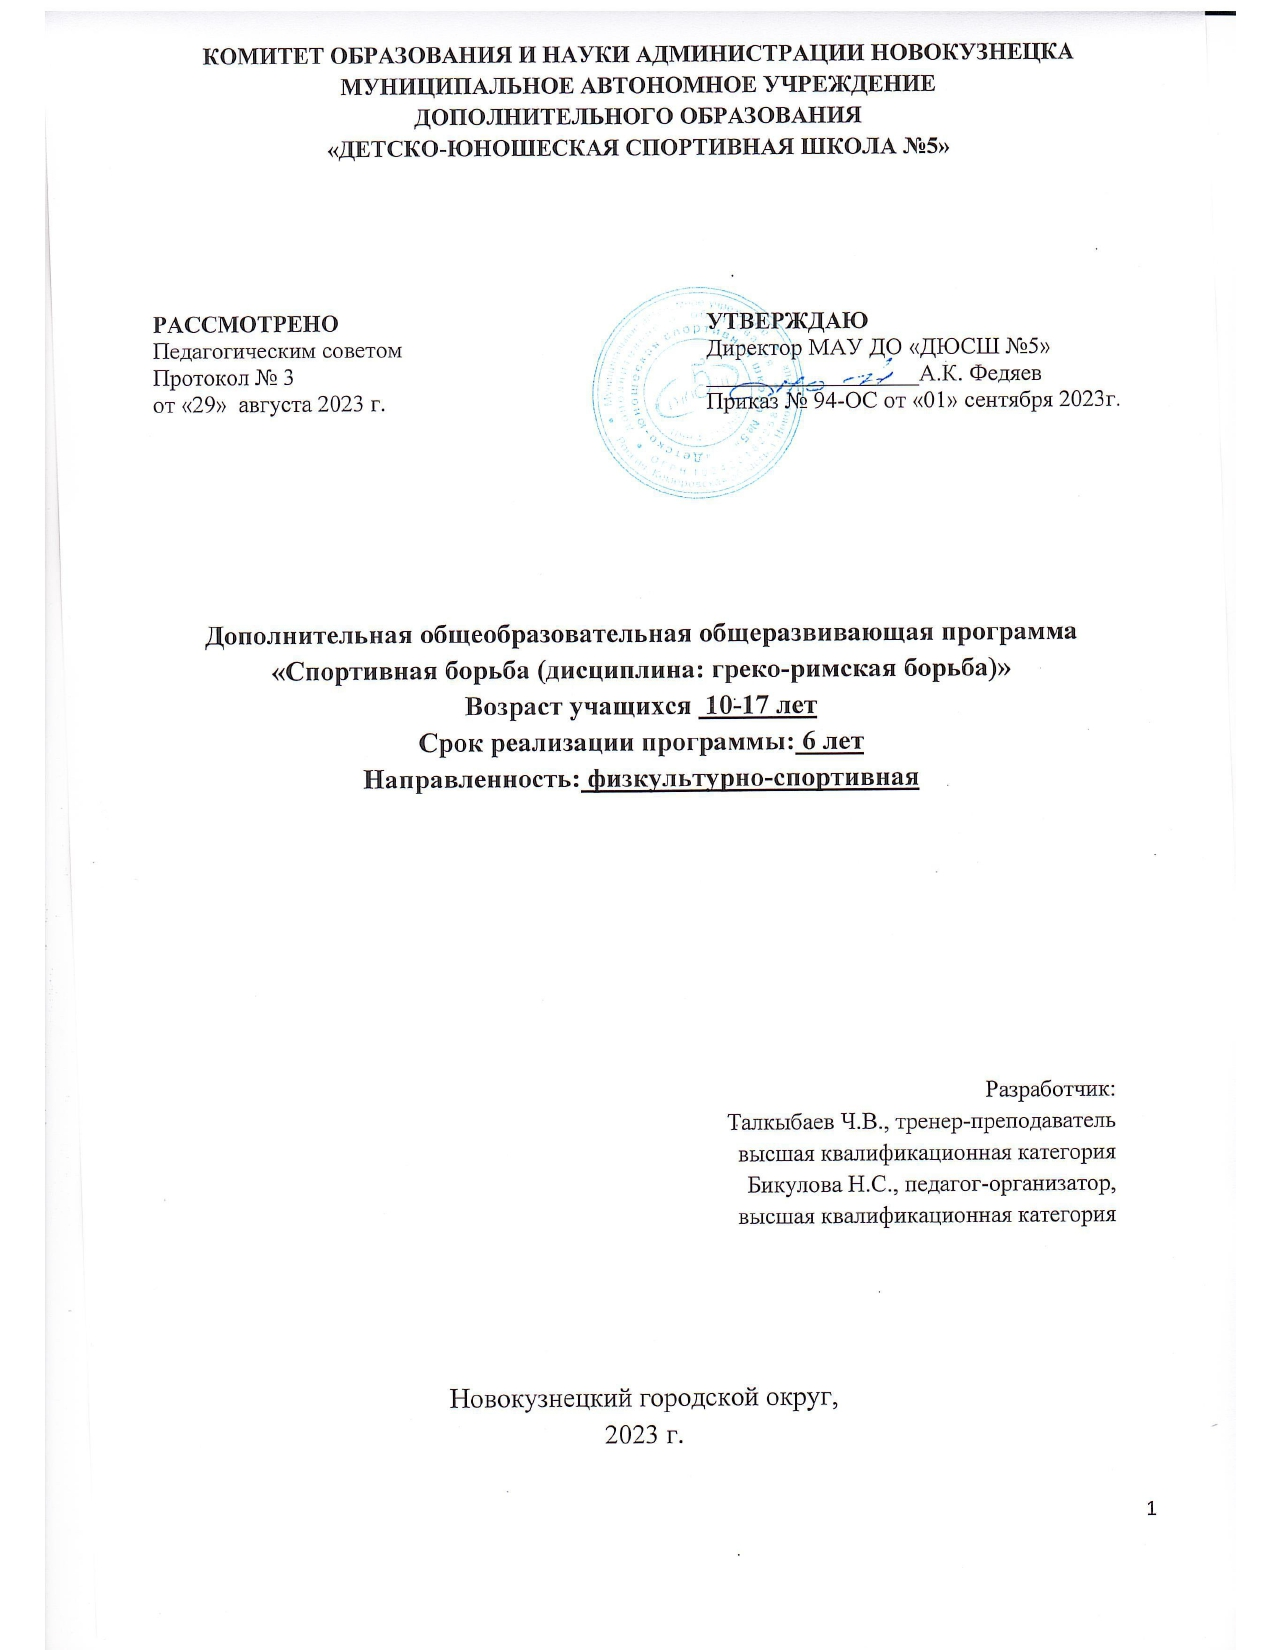 КОМИТЕТ ОБРАЗОВАНИЯ И НАУКИ АДМИНИСТРАЦИИ НОВОКУЗНЕЦКА
МУНИЦИПАЛЬНОЕ АВТОНОМНОЕ УЧРЕЖДЕНИЕ
ДОПОЛНИТЕЛЬНОГО ОБРАЗОВАНИЯ
«ДЕТСКО-ЮНОШЕСКАЯ СПОРТИВНАЯ ШКОЛА №5»
РАССМОТРЕНО
Педагогическим советом
Протокол № 3
от «29» августа 2023 г.
УТВЕРЖДАЮ
Директор МАУ ДО «ДЮСШ №5»
А.К. Федяев
Приказ № 94-ОС от «01» сентября 2023г.
Дополнительная общеобразовательная общеразвивающая программа
«Спортивная борьба (дисциплина: греко-римская борьба)»
Возраст учащихся 10-17 лет
Срок реализации программы: 6 лет
Направленность: физкультурно-спортивная
Разработчик:
Талкыбаев Ч.В., тренер-преподаватель
высшая квалификационная категория
Бикулова Н.С., педагог-организатор,
высшая квалификационная категория
Новокузнецкий городской округ,
2023 г.
1